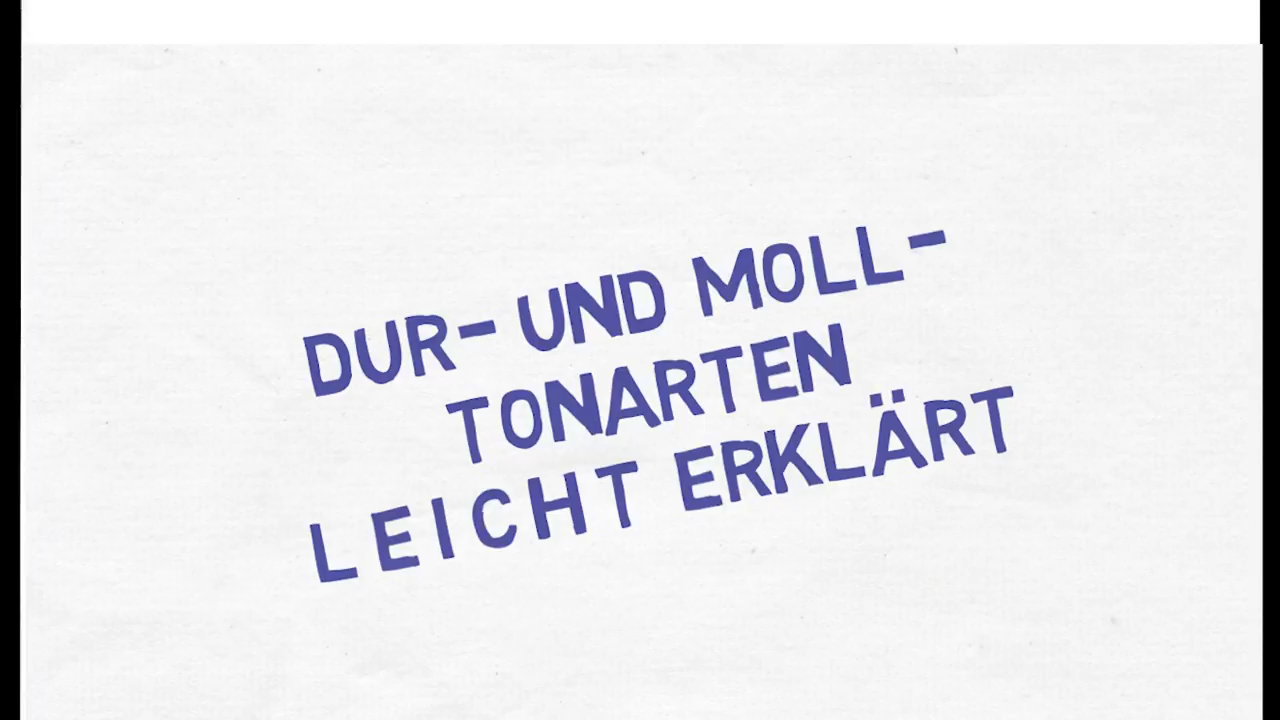 DUR- UND MOLL-
TONARTEN
LEICHT ERKLÄRT